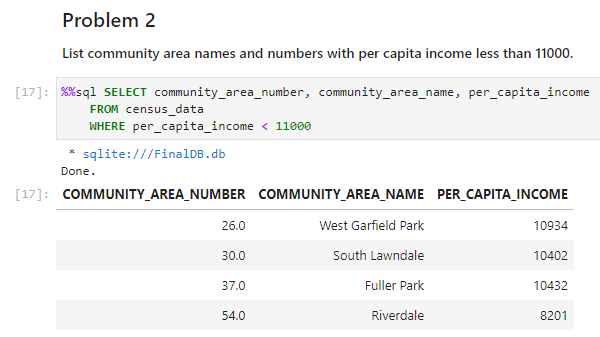 Problem 2
List community area names and numbers with per capita income less than 11000.
[17]: %%sql SELECT community_area_number, community_area_name, per_capita_income
FROM census_data
WHERE per_capita_income < 11000
* sqlite:///FinalDB.db
Done.
[17]: COMMUNITY_AREA_NUMBER COMMUNITY_AREA_NAME PER_CAPITA_INCOME
26.0 West Garfield Park 10934
30.0 South Lawndale 10402
37.0 Fuller Park 10432
54.0 Riverdale 8201